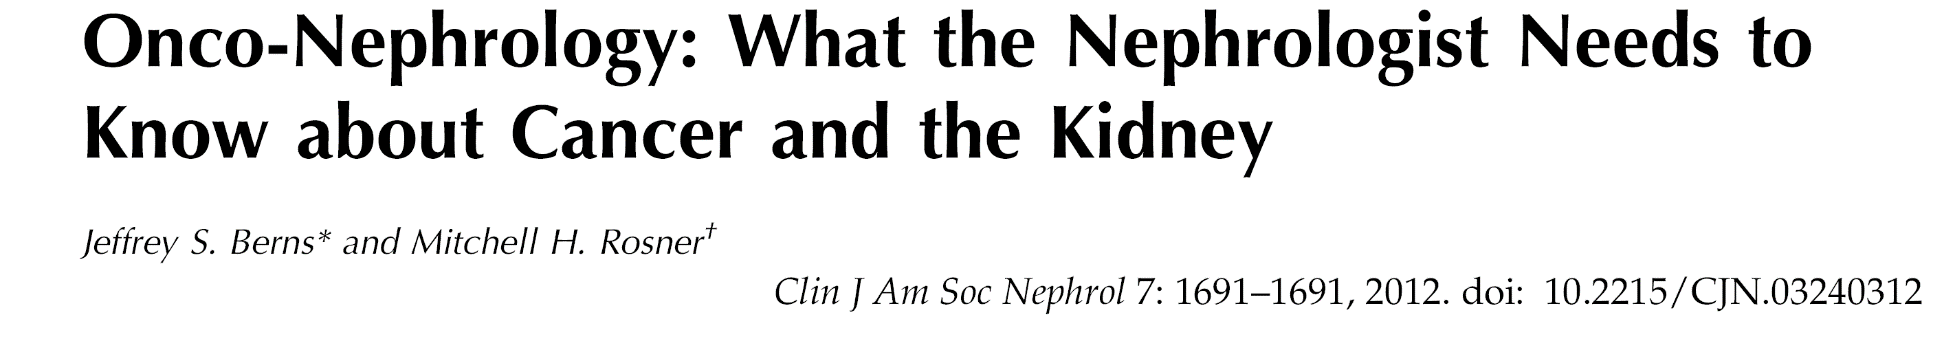 Onco-Nephrology: What the Nephrologist Needs to
Know about Cancer and the Kidney
Jeffrey S. Berns* and Mitchell H. Rosner†
Clin J Am Soc Nephrol 7: 1691–1691, 2012. doi: 10.2215/CJN.03240312